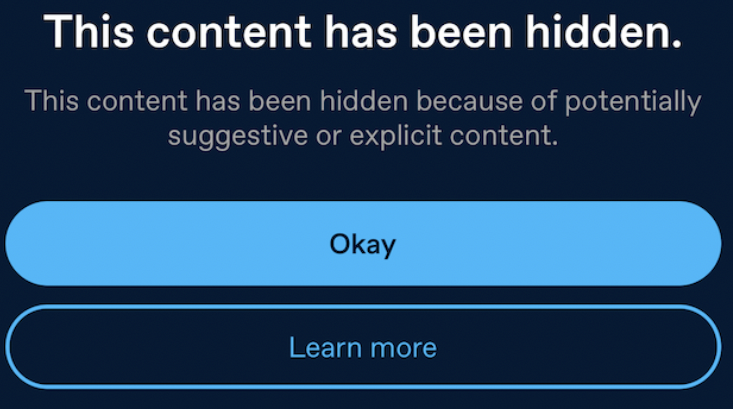 This content has been hidden.
This content has been hidden because of potentially
suggestive or explicit content.
Okay
Learn more